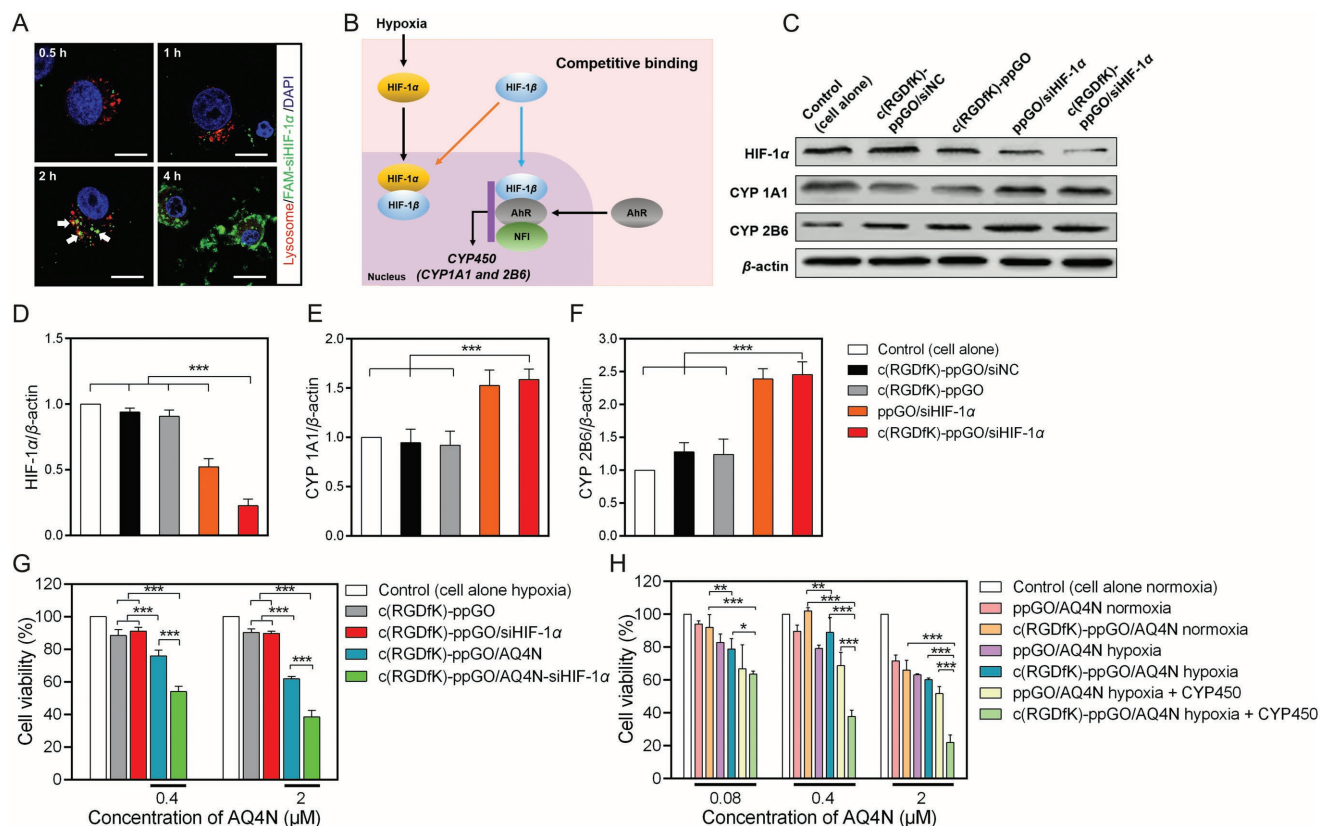 A
0.5 h
1 h
2 h
4 h
Lysosome/FAM-siHIF-1α/DAPI
B
Hypoxia
Competitive binding
HIF-1α
HIF-1β
HIF-1α
HIF-1β
HIF-1β
AhR
NFI
AhR
CYP450
(CYP1A1 and 2B6)
Nucleus
C
Control
(cell alone)
c(RGDfK)-
ppGO/siNC
c(RGDfK)-ppGO
ppGO/siHIF-1α
c(RGDfK)-
ppGO/siHIF-1α
HIF-1α
CYP 1A1
CYP 2B6
β-actin
D
HIF-1α/β-actin
1.5
1.0
0.5
0.0
***
E
CYP 1A1/β-actin
2.0
1.5
1.0
0.5
0.0
***
F
CYP 2B6/β-actin
3.0
2.5
2.0
1.5
1.0
0.5
0.0
***
Control (cell alone)
c(RGDfK)-ppGO/siNC
c(RGDfK)-ppGO
ppGO/siHIF-1α
c(RGDfK)-ppGO/siHIF-1α
G
Cell viability (%)
120
100
80
60
40
20
0
***
***
***
***
***
***
0.4
2
Concentration of AQ4N (μM)
Control (cell alone hypoxia)
c(RGDfK)-ppGO
c(RGDfK)-ppGO/siHIF-1α
c(RGDfK)-ppGO/AQ4N
c(RGDfK)-ppGO/AQ4N-siHIF-1α
H
Cell viability (%)
120
100
80
60
40
20
0
**
***
*
**
***
***
***
***
***
***
0.08
0.4
2
Concentration of AQ4N (μM)
Control (cell alone normoxia)
ppGO/AQ4N normoxia
c(RGDfK)-ppGO/AQ4N normoxia
ppGO/AQ4N hypoxia
c(RGDfK)-ppGO/AQ4N hypoxia
ppGO/AQ4N hypoxia + CYP450
c(RGDfK)-ppGO/AQ4N hypoxia + CYP450